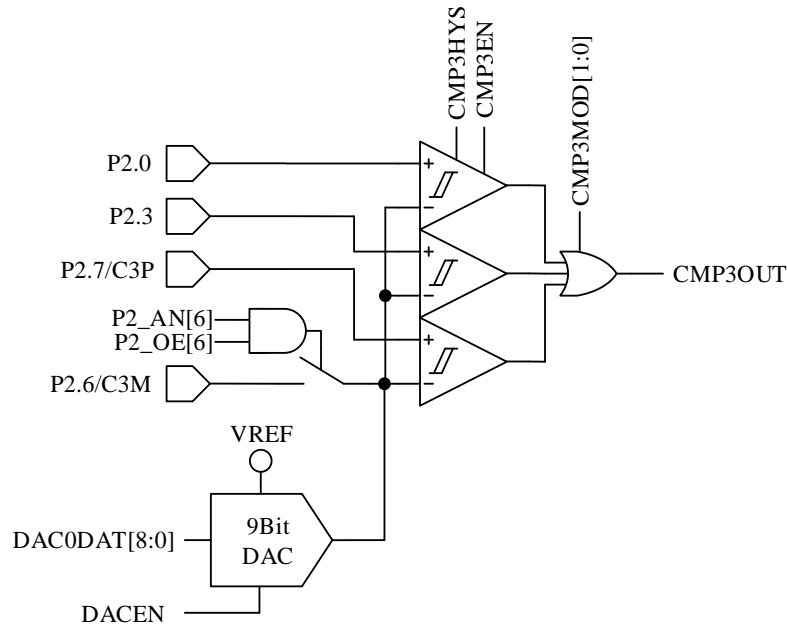 CMP3HYS
CMP3EN
CMP3MOD[1:0]
P2.0
+
-
P2.3
+
-
P2.7/C3P
+
-
CMP3OUT
P2_AN[6]
P2_OE[6]
P2.6/C3M
VREF
DAC0DAT[8:0]
9Bit
DAC
DACEN